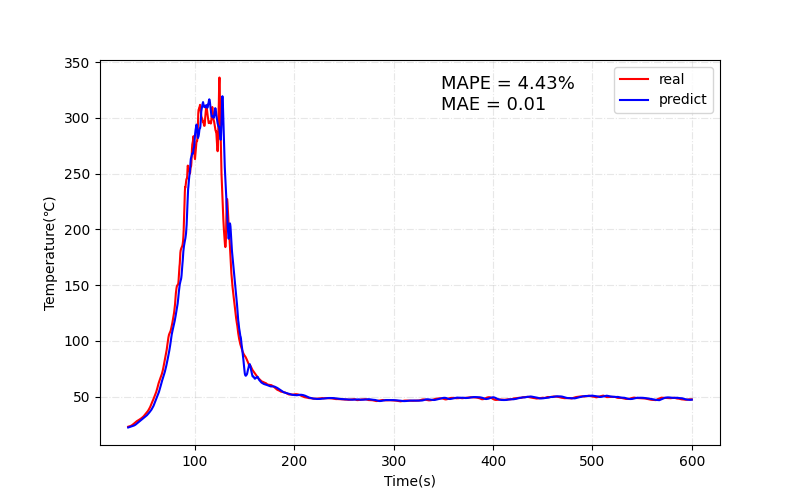 MAPE = 4.43%
MAE = 0.01
real
predict
Temperature(℃)
350
300
250
200
150
100
50
100 200 300 400 500 600
Time(s)